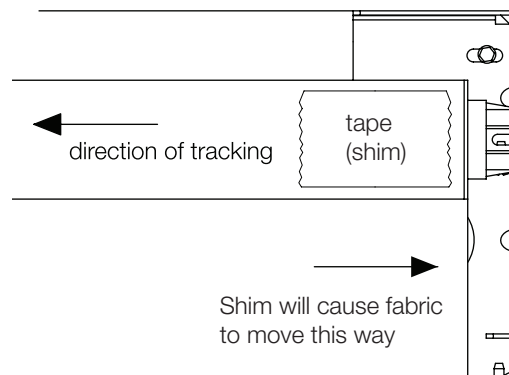 tape
(shim)
direction of tracking
Shim will cause fabric
to move this way